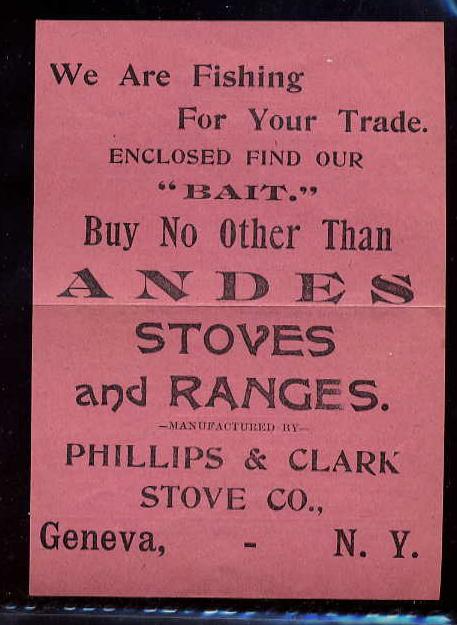 We Are Fishing
For Your Trade.
ENCLOSED FIND OUR
“BAIT.”
Buy No Other Than
ANDES
STOVES
and RANGES.
—MANUFACTURED BY—
PHILLIPS & CLARK
STOVE CO.,
Geneva, - N. Y.